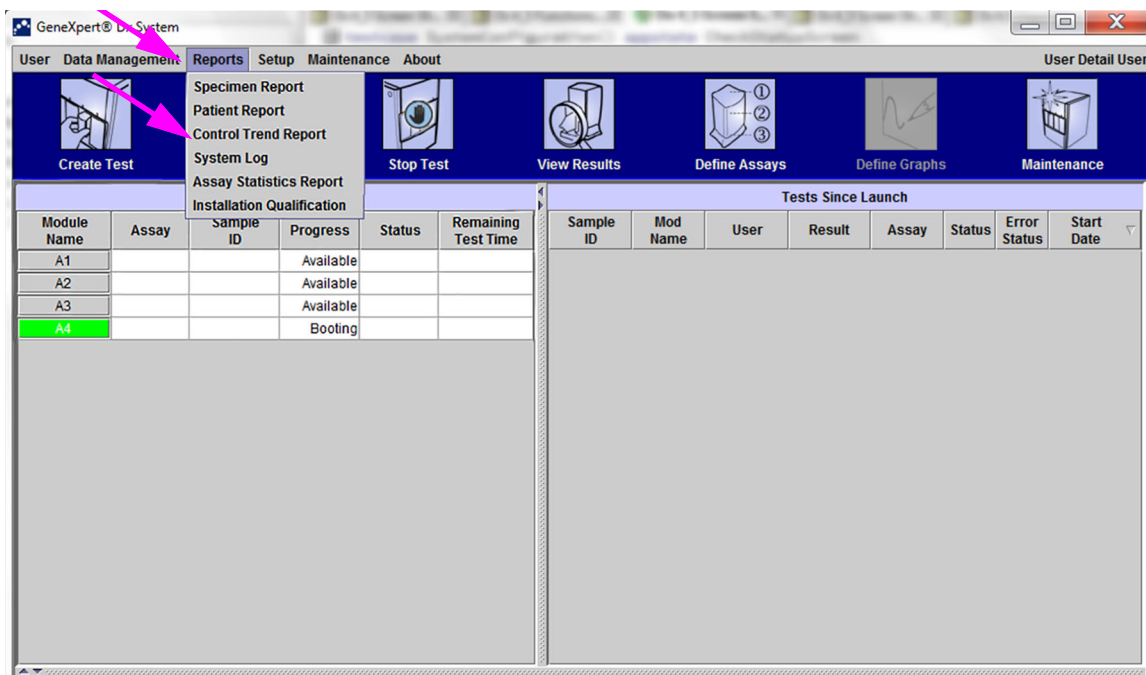 GeneXpert® Dx System
User Data Management Reports Setup Maintenance About User Detail User
Specimen Report
Patient Report
Control Trend Report
System Log
Assay Statistics Report
Installation Qualification
Create Test Stop Test View Results Define Assays Define Graphs Maintenance
① ② ③
Tests Since Launch
Module Name Assay Sample ID Progress Status Remaining Test Time Sample ID Mod Name User Result Assay Status Error Status Start Date
A1 Available
A2 Available
A3 Available
A4 Booting